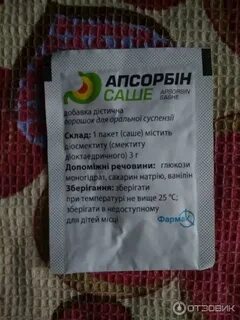 АПСОРБІН
САШЕ APSORBIN
SACHE
добавка дієтична
порошок для оральної суспензії
Склад: 1 пакет (саше) містить
діосмектиту (смектиту
діоктаедричного) 3 г
Допоміжні речовини: глюкози
моногідрат, сахарин натрію, ванілін
Зберігання: зберігати
при температурі не вище 25 °С;
зберігати в недоступному
для дітей місці
Фармак
ОТЗОВИК